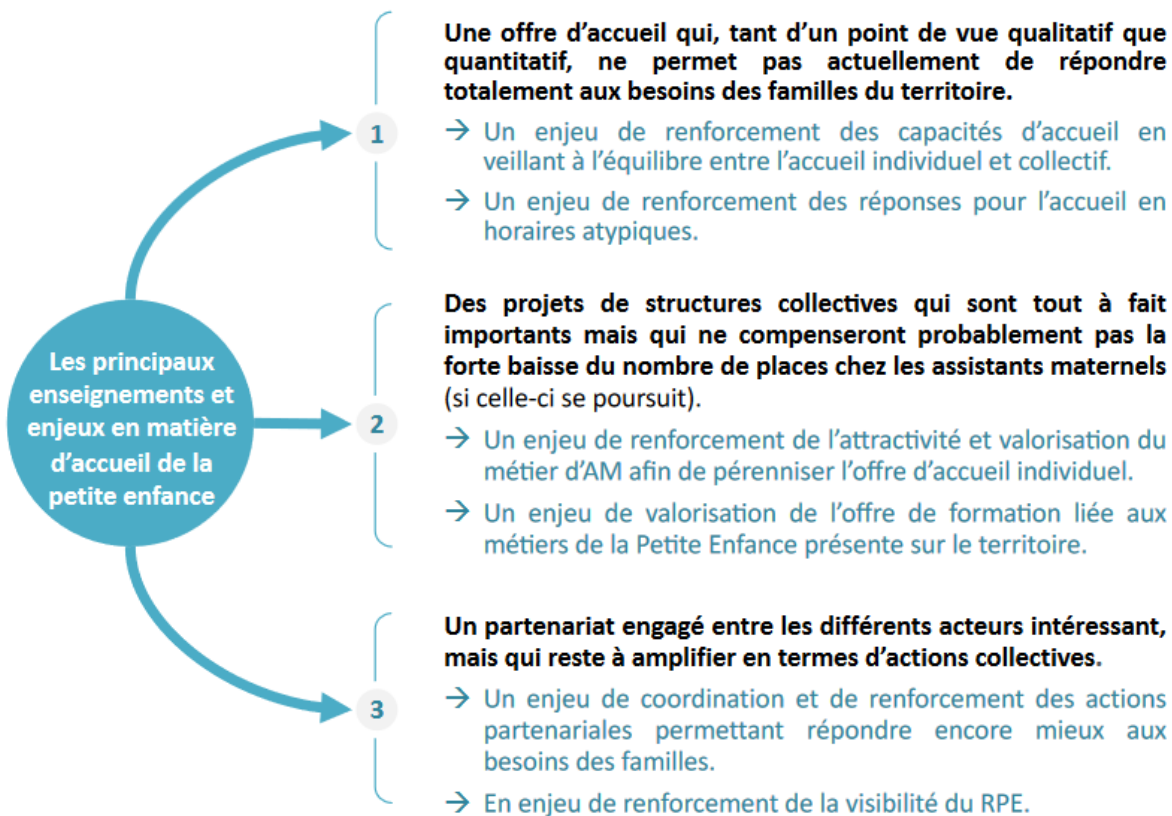 Les principaux
enseignements et
enjeux en matière
d'accueil de la
petite enfance
1
Une offre d'accueil qui, tant d'un point de vue qualitatif que
quantitatif, ne permet pas actuellement de répondre
totalement aux besoins des familles du territoire.
→ Un enjeu de renforcement des capacités d'accueil en
veillant à l'équilibre entre l'accueil individuel et collectif.
→ Un enjeu de renforcement des réponses pour l'accueil en
horaires atypiques.
2
Des projets de structures collectives qui sont tout à fait
importants mais qui ne compenseront probablement pas la
forte baisse du nombre de places chez les assistants maternels
(si celle-ci se poursuit).
→ Un enjeu de renforcement de l'attractivité et valorisation du
métier d'AM afin de pérenniser l'offre d'accueil individuel.
→ Un enjeu de valorisation de l'offre de formation liée aux
métiers de la Petite Enfance présente sur le territoire.
3
Un partenariat engagé entre les différents acteurs intéressant,
mais qui reste à amplifier en termes d'actions collectives.
→ Un enjeu de coordination et de renforcement des actions
partenariales permettant répondre encore mieux aux
besoins des familles.
→ En enjeu de renforcement de la visibilité du RPE.